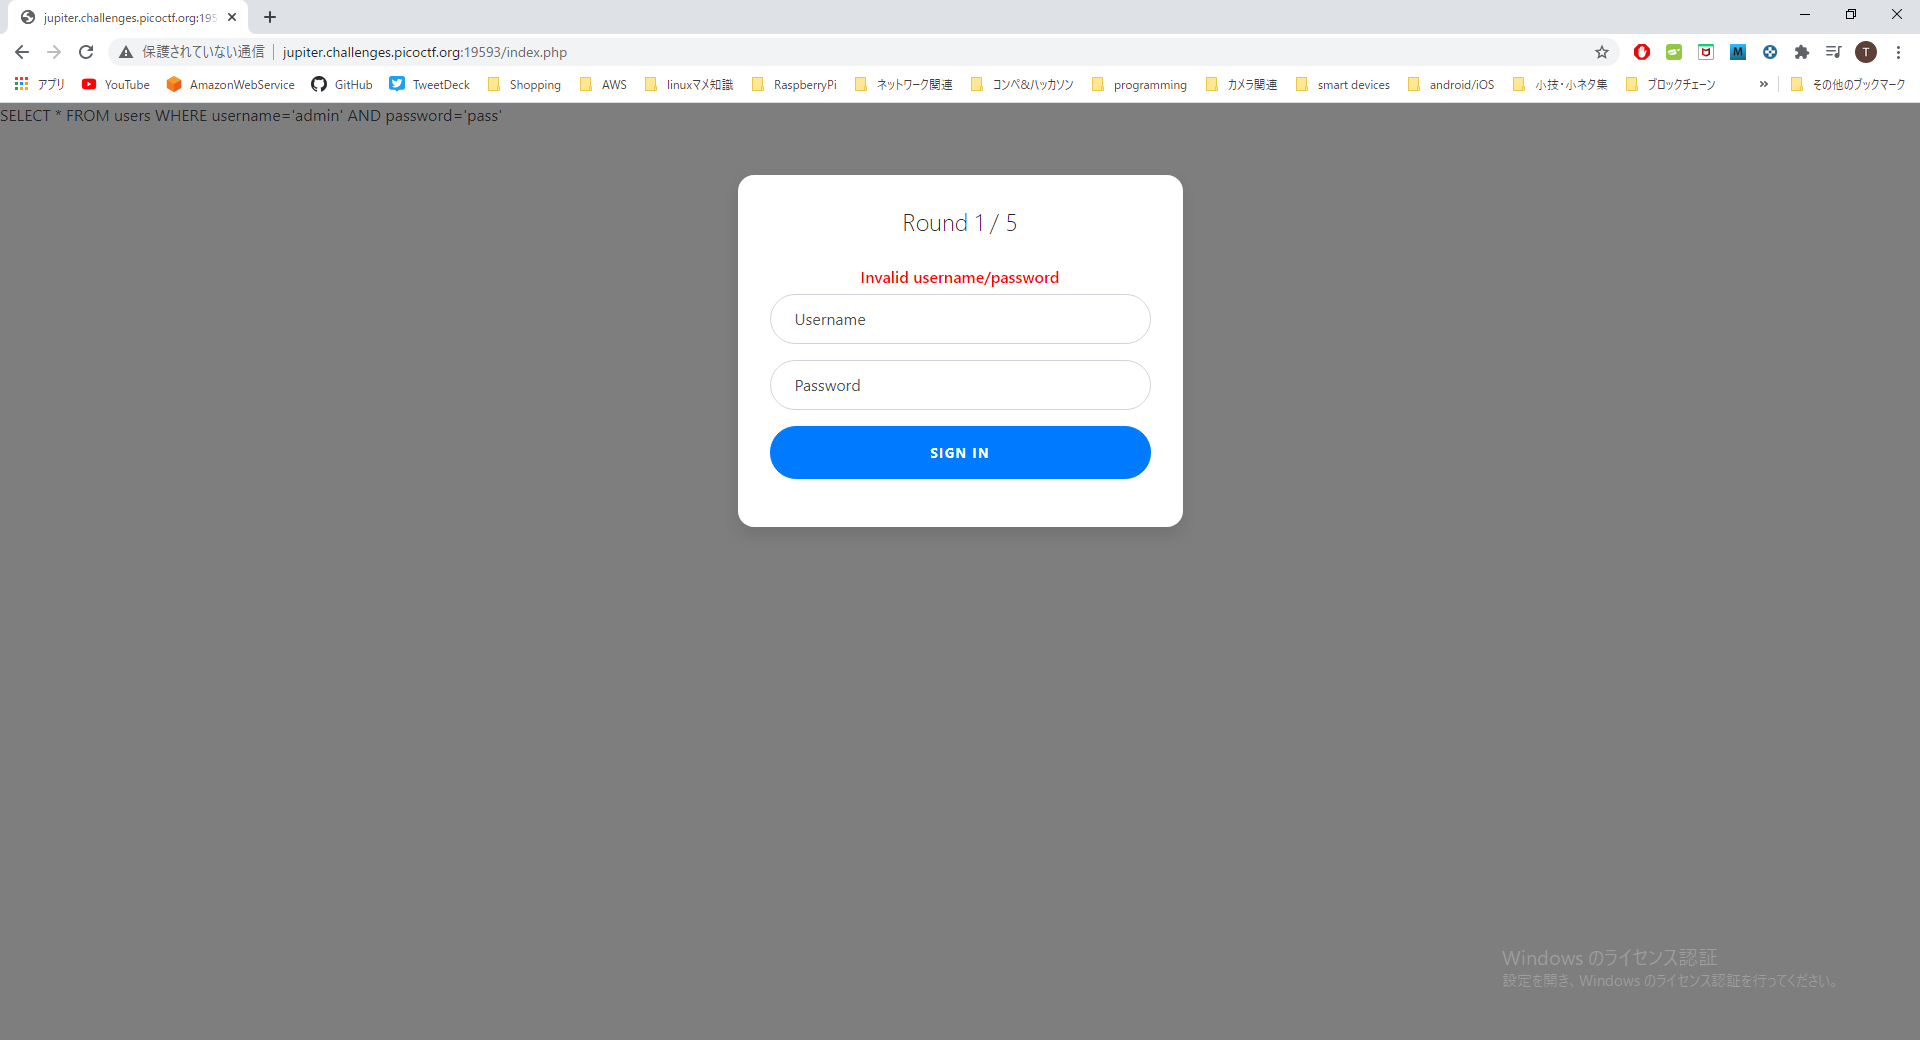 jupiter.challenges.picoctf.org:195
保護されていない通信 jupiter.challenges.picoctf.org:19593/index.php
アプリ YouTube AmazonWebService GitHub TweetDeck Shopping AWS linuxマメ知識 RaspberryPi ネットワーク関連 コンペ&ハッカソン programming カメラ関連 smart devices android/iOS 小技・小ネタ集 ブロックチェーン » その他のブックマーク
SELECT * FROM users WHERE username='admin' AND password='pass'
Round 1 / 5
Invalid username/password
Username
Password
SIGN IN
Windows のライセンス認証
設定を開き、Windows のライセンス認証を行ってください。